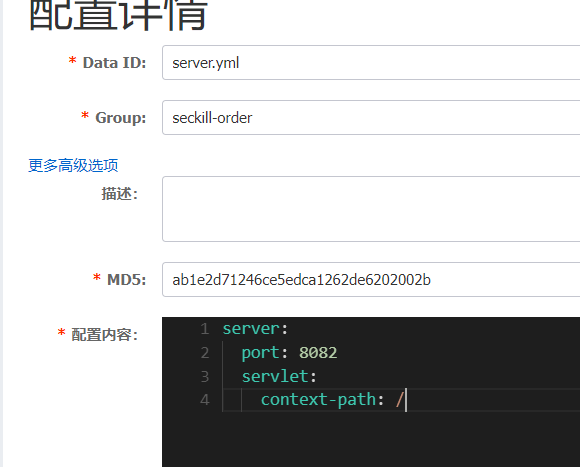 配置详情
* Data ID: server.yml
* Group: seckill-order
更多高级选项
描述:
* MD5: ab1e2d71246ce5edca1262de6202002b
* 配置内容:
1 server:
2 port: 8082
3 servlet:
4 context-path: /